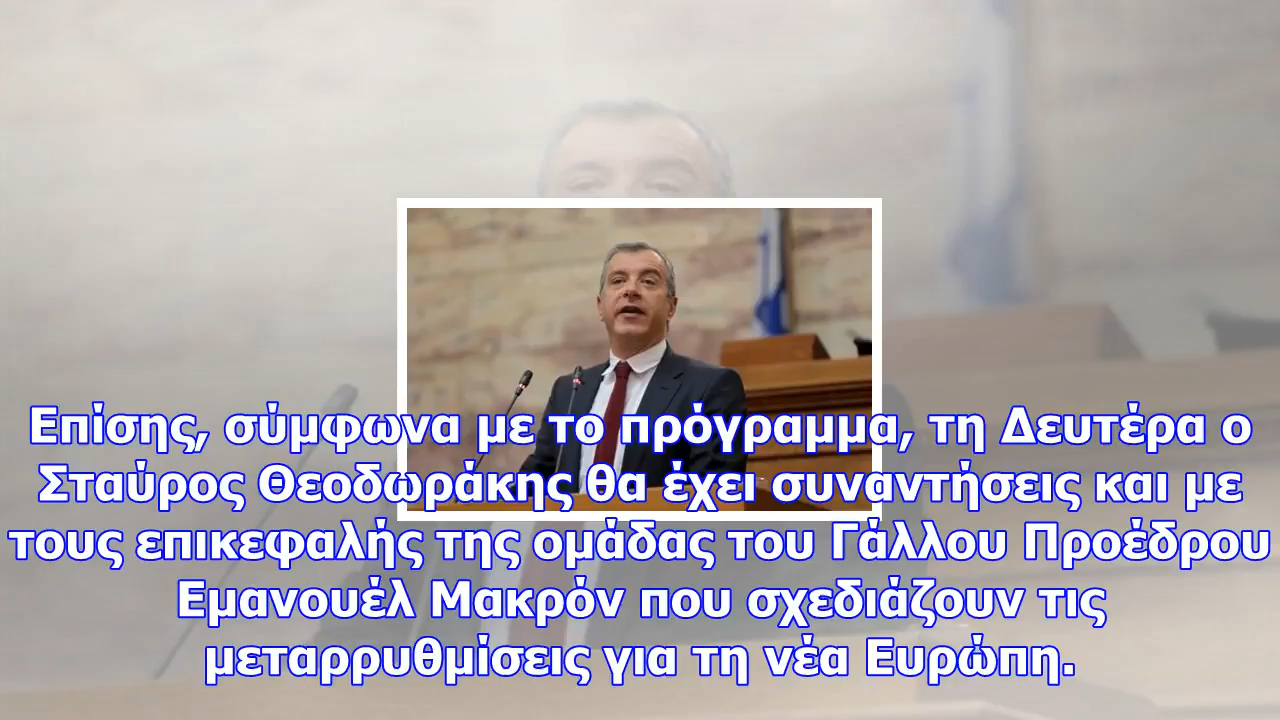 Επίσης, σύμφωνα με το πρόγραμμα, τη Δευτέρα ο
Σταύρος Θεοδωράκης θα έχει συναντήσεις και με
τους επικεφαλής της ομάδας του Γάλλου Προέδρου
Εμανουέλ Μακρόν που σχεδιάζουν τις
μεταρρυθμίσεις για τη νέα Ευρώπη.